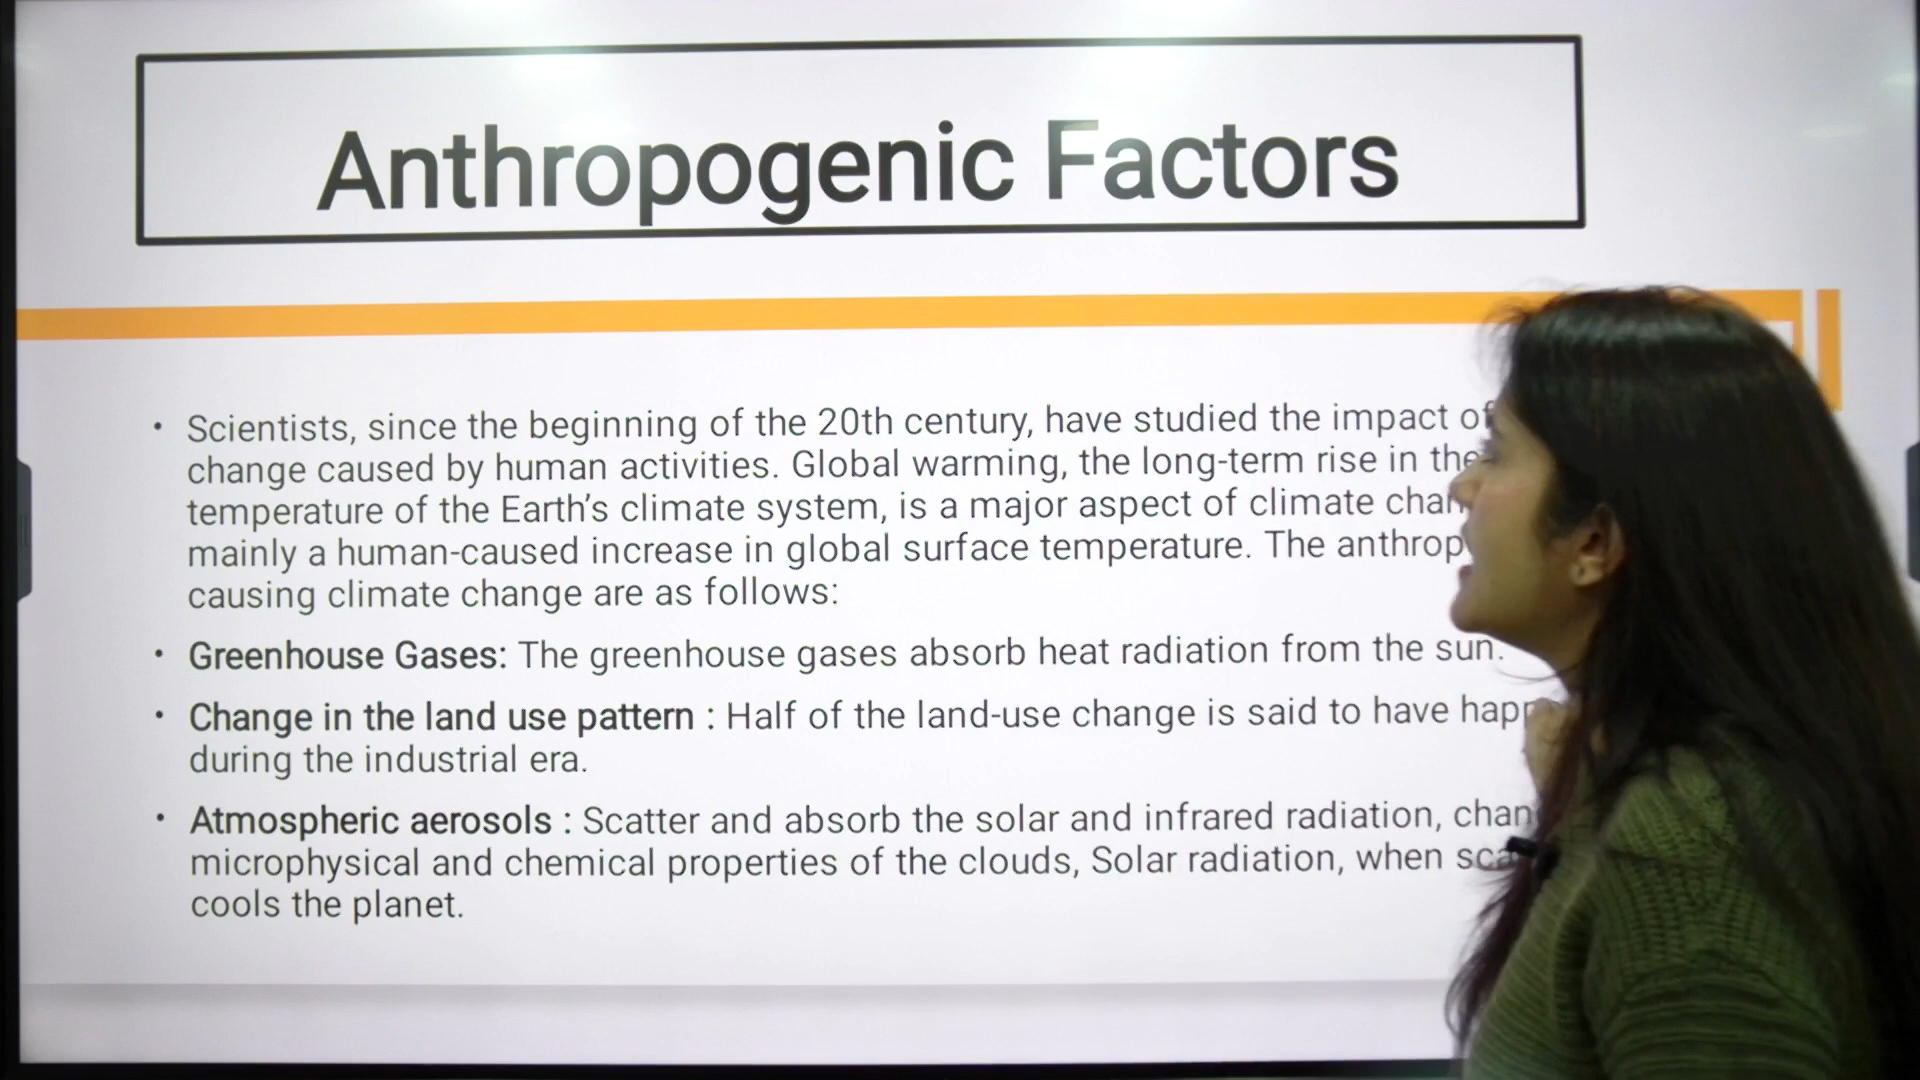 Anthropogenic Factors
• Scientists, since the beginning of the 20th century, have studied the impact of
change caused by human activities. Global warming, the long-term rise in the
temperature of the Earth's climate system, is a major aspect of climate
mainly a human-caused increase in global surface temperature. The
causing climate change are as follows:
• Greenhouse Gases: The greenhouse gases absorb heat radiation from the sun.
• Change in the land use pattern : Half of the land-use change is said to have
during the industrial era.
• Atmospheric aerosols : Scatter and absorb the solar and infrared radiation,
microphysical and chemical properties of the clouds, Solar radiation, when
cools the planet.